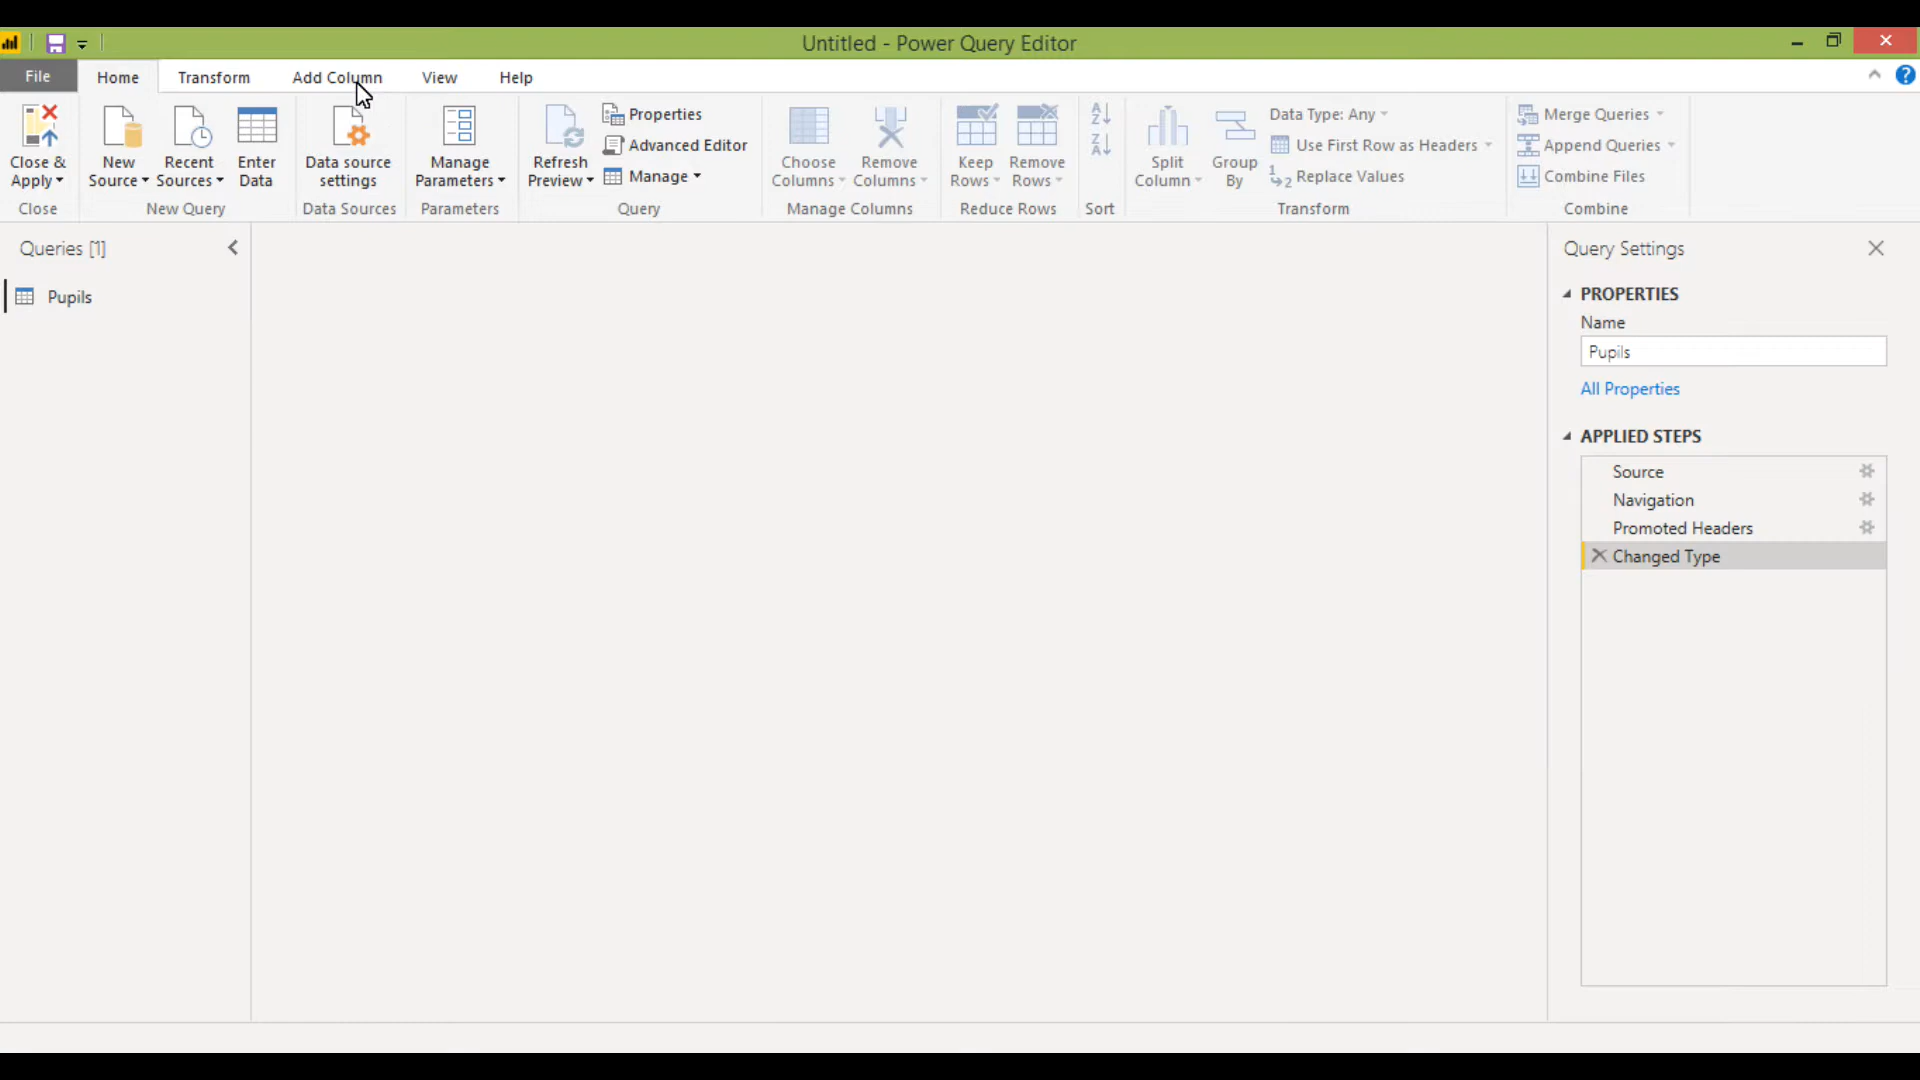 Untitled - Power Query Editor
File Home Transform Add Column View Help
Close & Apply
New Source
Recent Sources
Enter Data
Data source settings
Manage Parameters
Refresh Preview
Properties
Advanced Editor
Manage
Choose Columns
Remove Columns
Keep Rows
Remove Rows
A Z
Z A
Split Column
Group By
Data Type: Any
Use First Row as Headers
1 2 Replace Values
Merge Queries
Append Queries
Combine Files
Close New Query Data Sources Parameters Query Manage Columns Reduce Rows Sort Transform Combine
Queries [1]
Pupils
Query Settings
PROPERTIES
Name
Pupils
All Properties
APPLIED STEPS
Source
Navigation
Promoted Headers
Changed Type